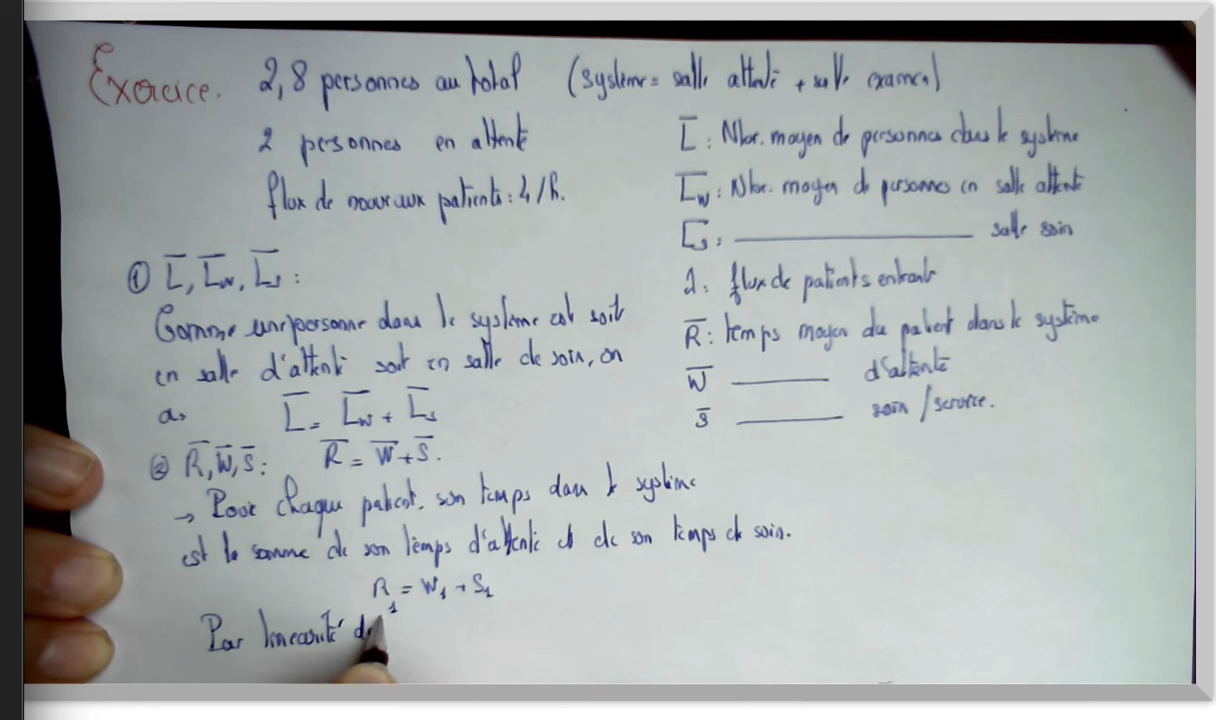 Exercice. 2,8 personnes au total (système = salle attente + salle examen)
2 personnes en attente
flux de nouveaux patients : 4/h.
L̅ : Nbr. moyen de personnes dans le système
L̅w : Nbr. moyen de personnes en salle attente
L̅s : ________ salle soin
λ : flux de patients entrant
R̅ : temps moyen du patient dans le système
W̅ ________ d'attente
S̅ ________ soin / service.
① L̅, L̅w, L̅s :
Comme une personne dans le système est soit
en salle d'attente soit en salle de soin, on
a, L̅ = L̅w + L̅s
② R̅, W̅, S̅ : R̅ = W̅ + S̅.
→ Pour chaque patient, son temps dans le système
est la somme de son temps d'attente et de son temps de soin.
R₁ = W₁ + S₁
Par linéarité d